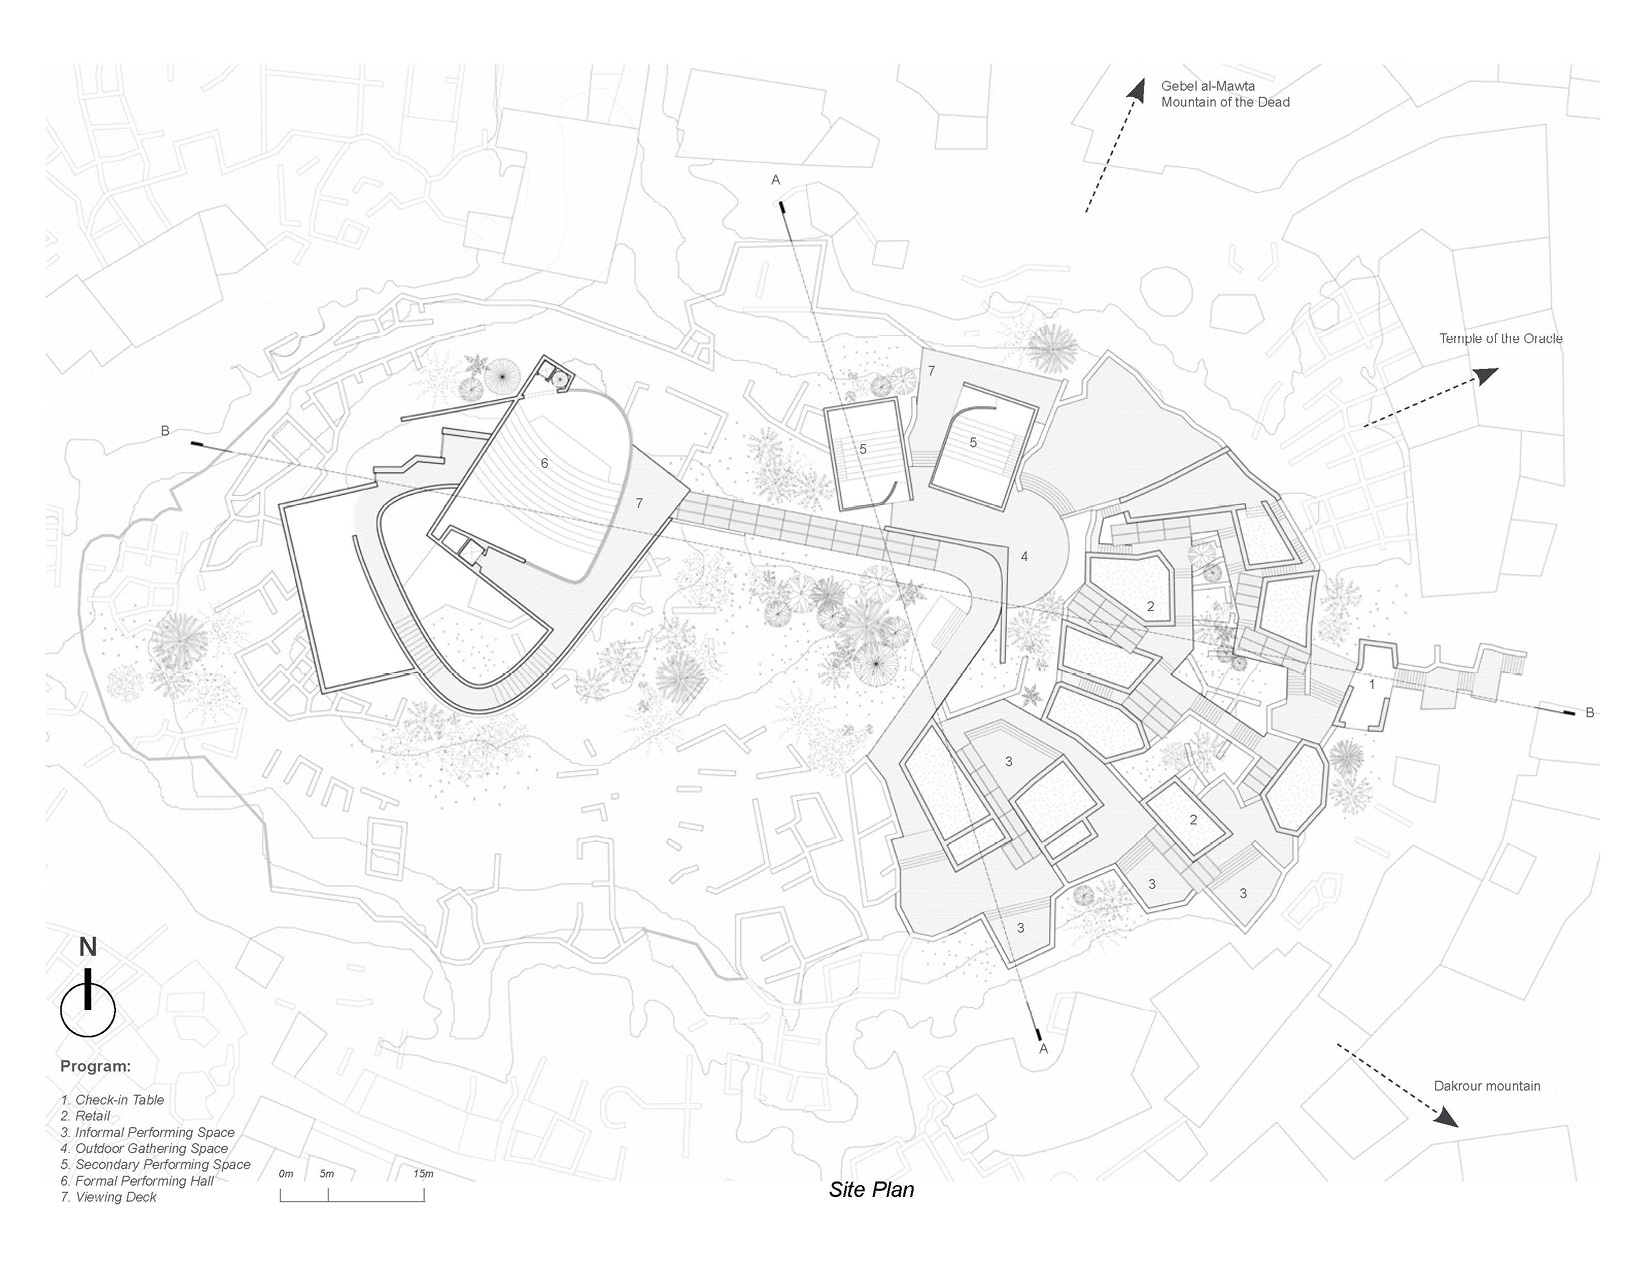 Gebel al-Mawta
Mountain of the Dead
A
Temple of the Oracle
7
B
5
5
6
7
4
2
1
B
3
2
3
3
3
N
A
Program:
Dakrour mountain
1. Check-in Table
2. Retail
3. Informal Performing Space
4. Outdoor Gathering Space
5. Secondary Performing Space
6. Formal Performing Hall
7. Viewing Deck
0m 5m 15m
Site Plan